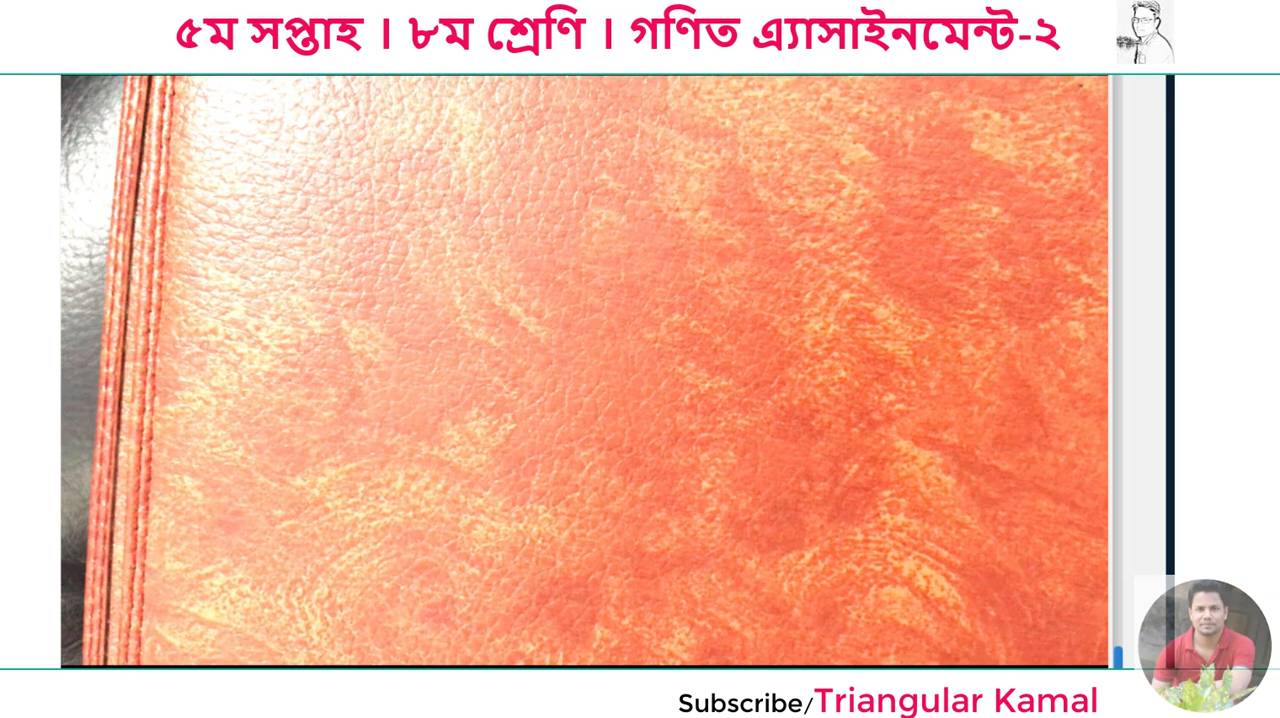 ৫ম সপ্তাহ । ৮ম শ্রেণি । গণিত এ্যাসাইনমেন্ট-২
Subscribe/Triangular Kamal